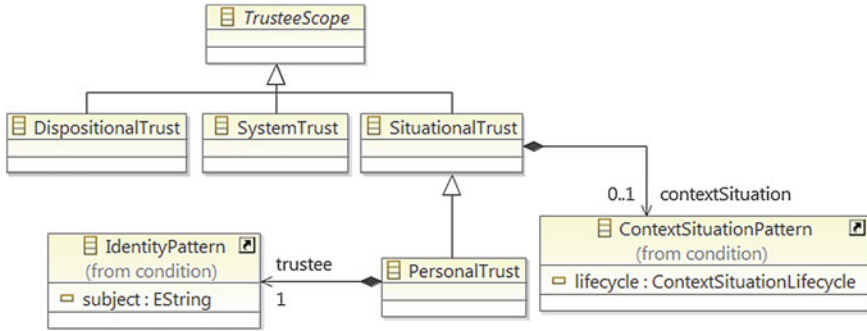 TrusteeScope
DispositionalTrust
SystemTrust
SituationalTrust
0..1 contextSituation
IdentityPattern
(from condition)
subject : EString
trustee
1
PersonalTrust
ContextSituationPattern
(from condition)
lifecycle : ContextSituationLifecycle